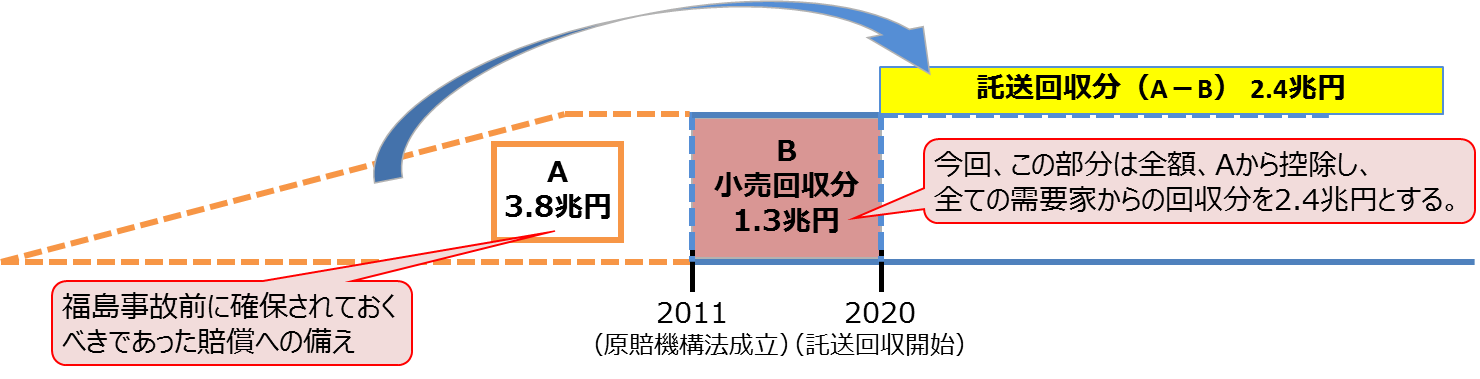 託送回収分（A－B） 2.4兆円
A
3.8兆円
B
小売回収分
1.3兆円
今回、この部分は全額、Aから控除し、
全ての需要家からの回収分を2.4兆円とする。
福島事故前に確保されておく
べきであった賠償への備え
2011
（原賠機構法成立）
2020
（託送回収開始）